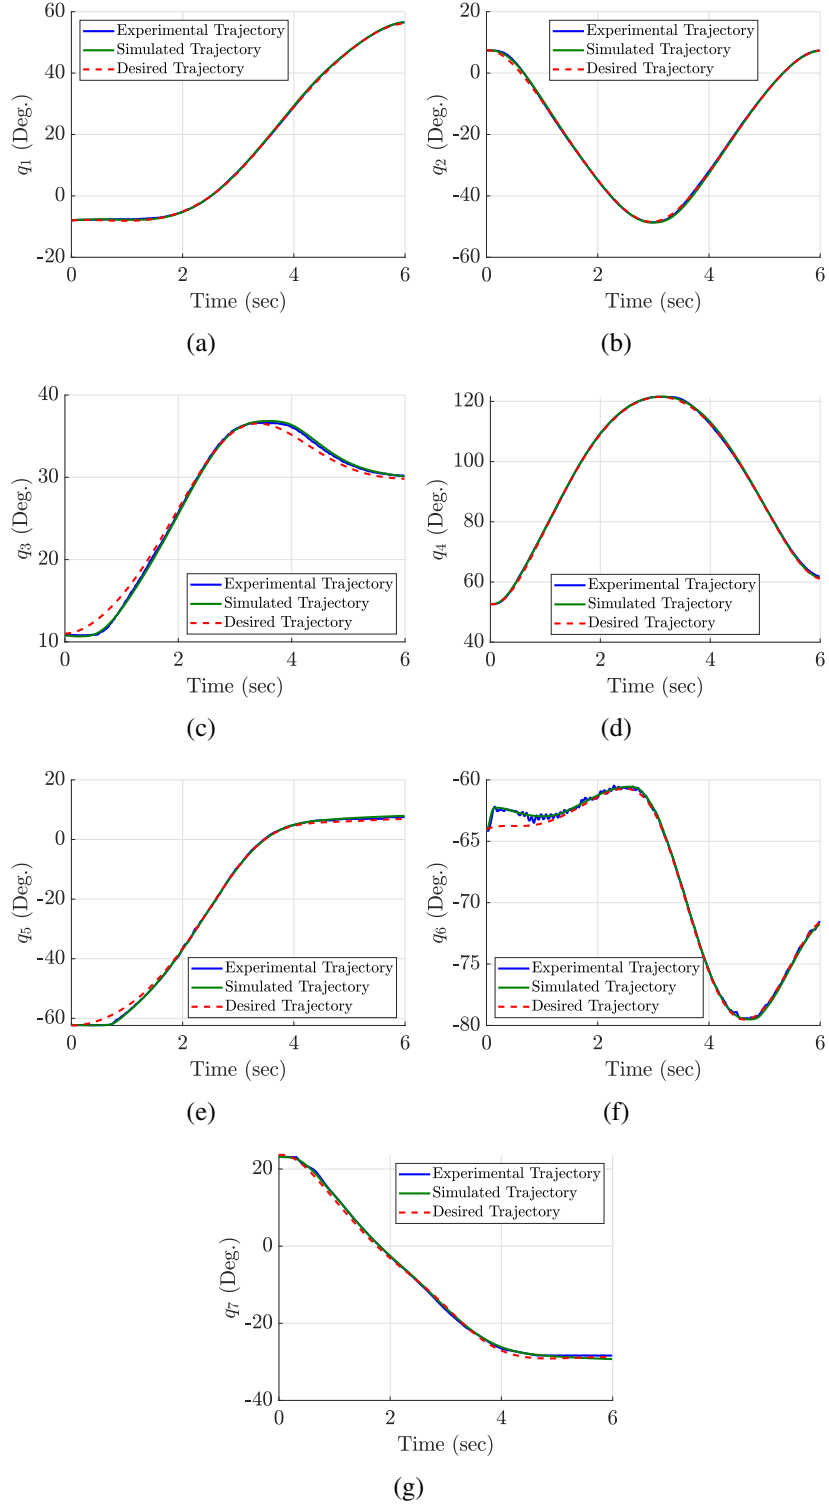 60
40
20
0
-20
q1 (Deg.)
Experimental Trajectory
Simulated Trajectory
Desired Trajectory
0 2 4 6
Time (sec)
(a)
20
0
-20
-40
-60
q2 (Deg.)
Experimental Trajectory
Simulated Trajectory
Desired Trajectory
0 2 4 6
Time (sec)
(b)
40
30
20
10
q3 (Deg.)
Experimental Trajectory
Simulated Trajectory
Desired Trajectory
0 2 4 6
Time (sec)
(c)
120
100
80
60
40
q4 (Deg.)
Experimental Trajectory
Simulated Trajectory
Desired Trajectory
0 2 4 6
Time (sec)
(d)
20
0
-20
-40
-60
q5 (Deg.)
Experimental Trajectory
Simulated Trajectory
Desired Trajectory
0 2 4 6
Time (sec)
(e)
-60
-65
-70
-75
-80
q6 (Deg.)
Experimental Trajectory
Simulated Trajectory
Desired Trajectory
0 2 4 6
Time (sec)
(f)
20
0
-20
-40
q7 (Deg.)
Experimental Trajectory
Simulated Trajectory
Desired Trajectory
0 2 4 6
Time (sec)
(g)